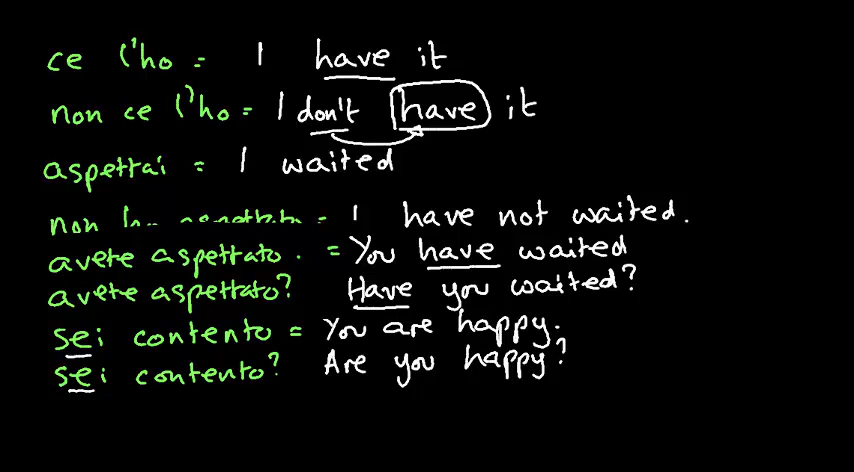 ce l'ho = I have it
non ce l'ho = I don't have it
aspettai = I waited
non = I have not waited.
avete aspettato. = You have waited
avete aspettato? Have you waited?
sei contento = You are happy.
sei contento? Are you happy?